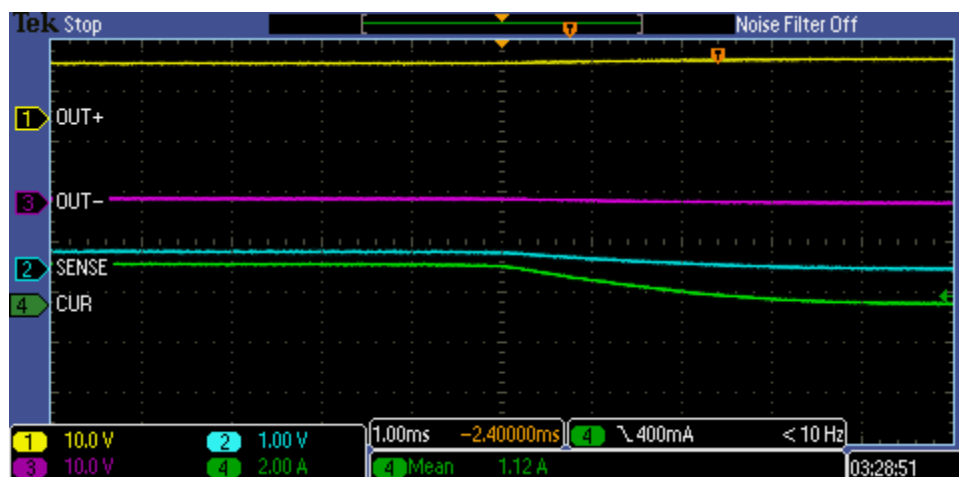 Tek Stop
Noise Filter Off
T
T
1 OUT+
3 OUT-
2 SENSE
4 CUR
1 10.0 V 2 1.00 V 1.00ms -2.40000ms 4 \ 400mA < 10 Hz
3 10.0 V 4 2.00 A 4 Mean 1.12 A 03:28:51